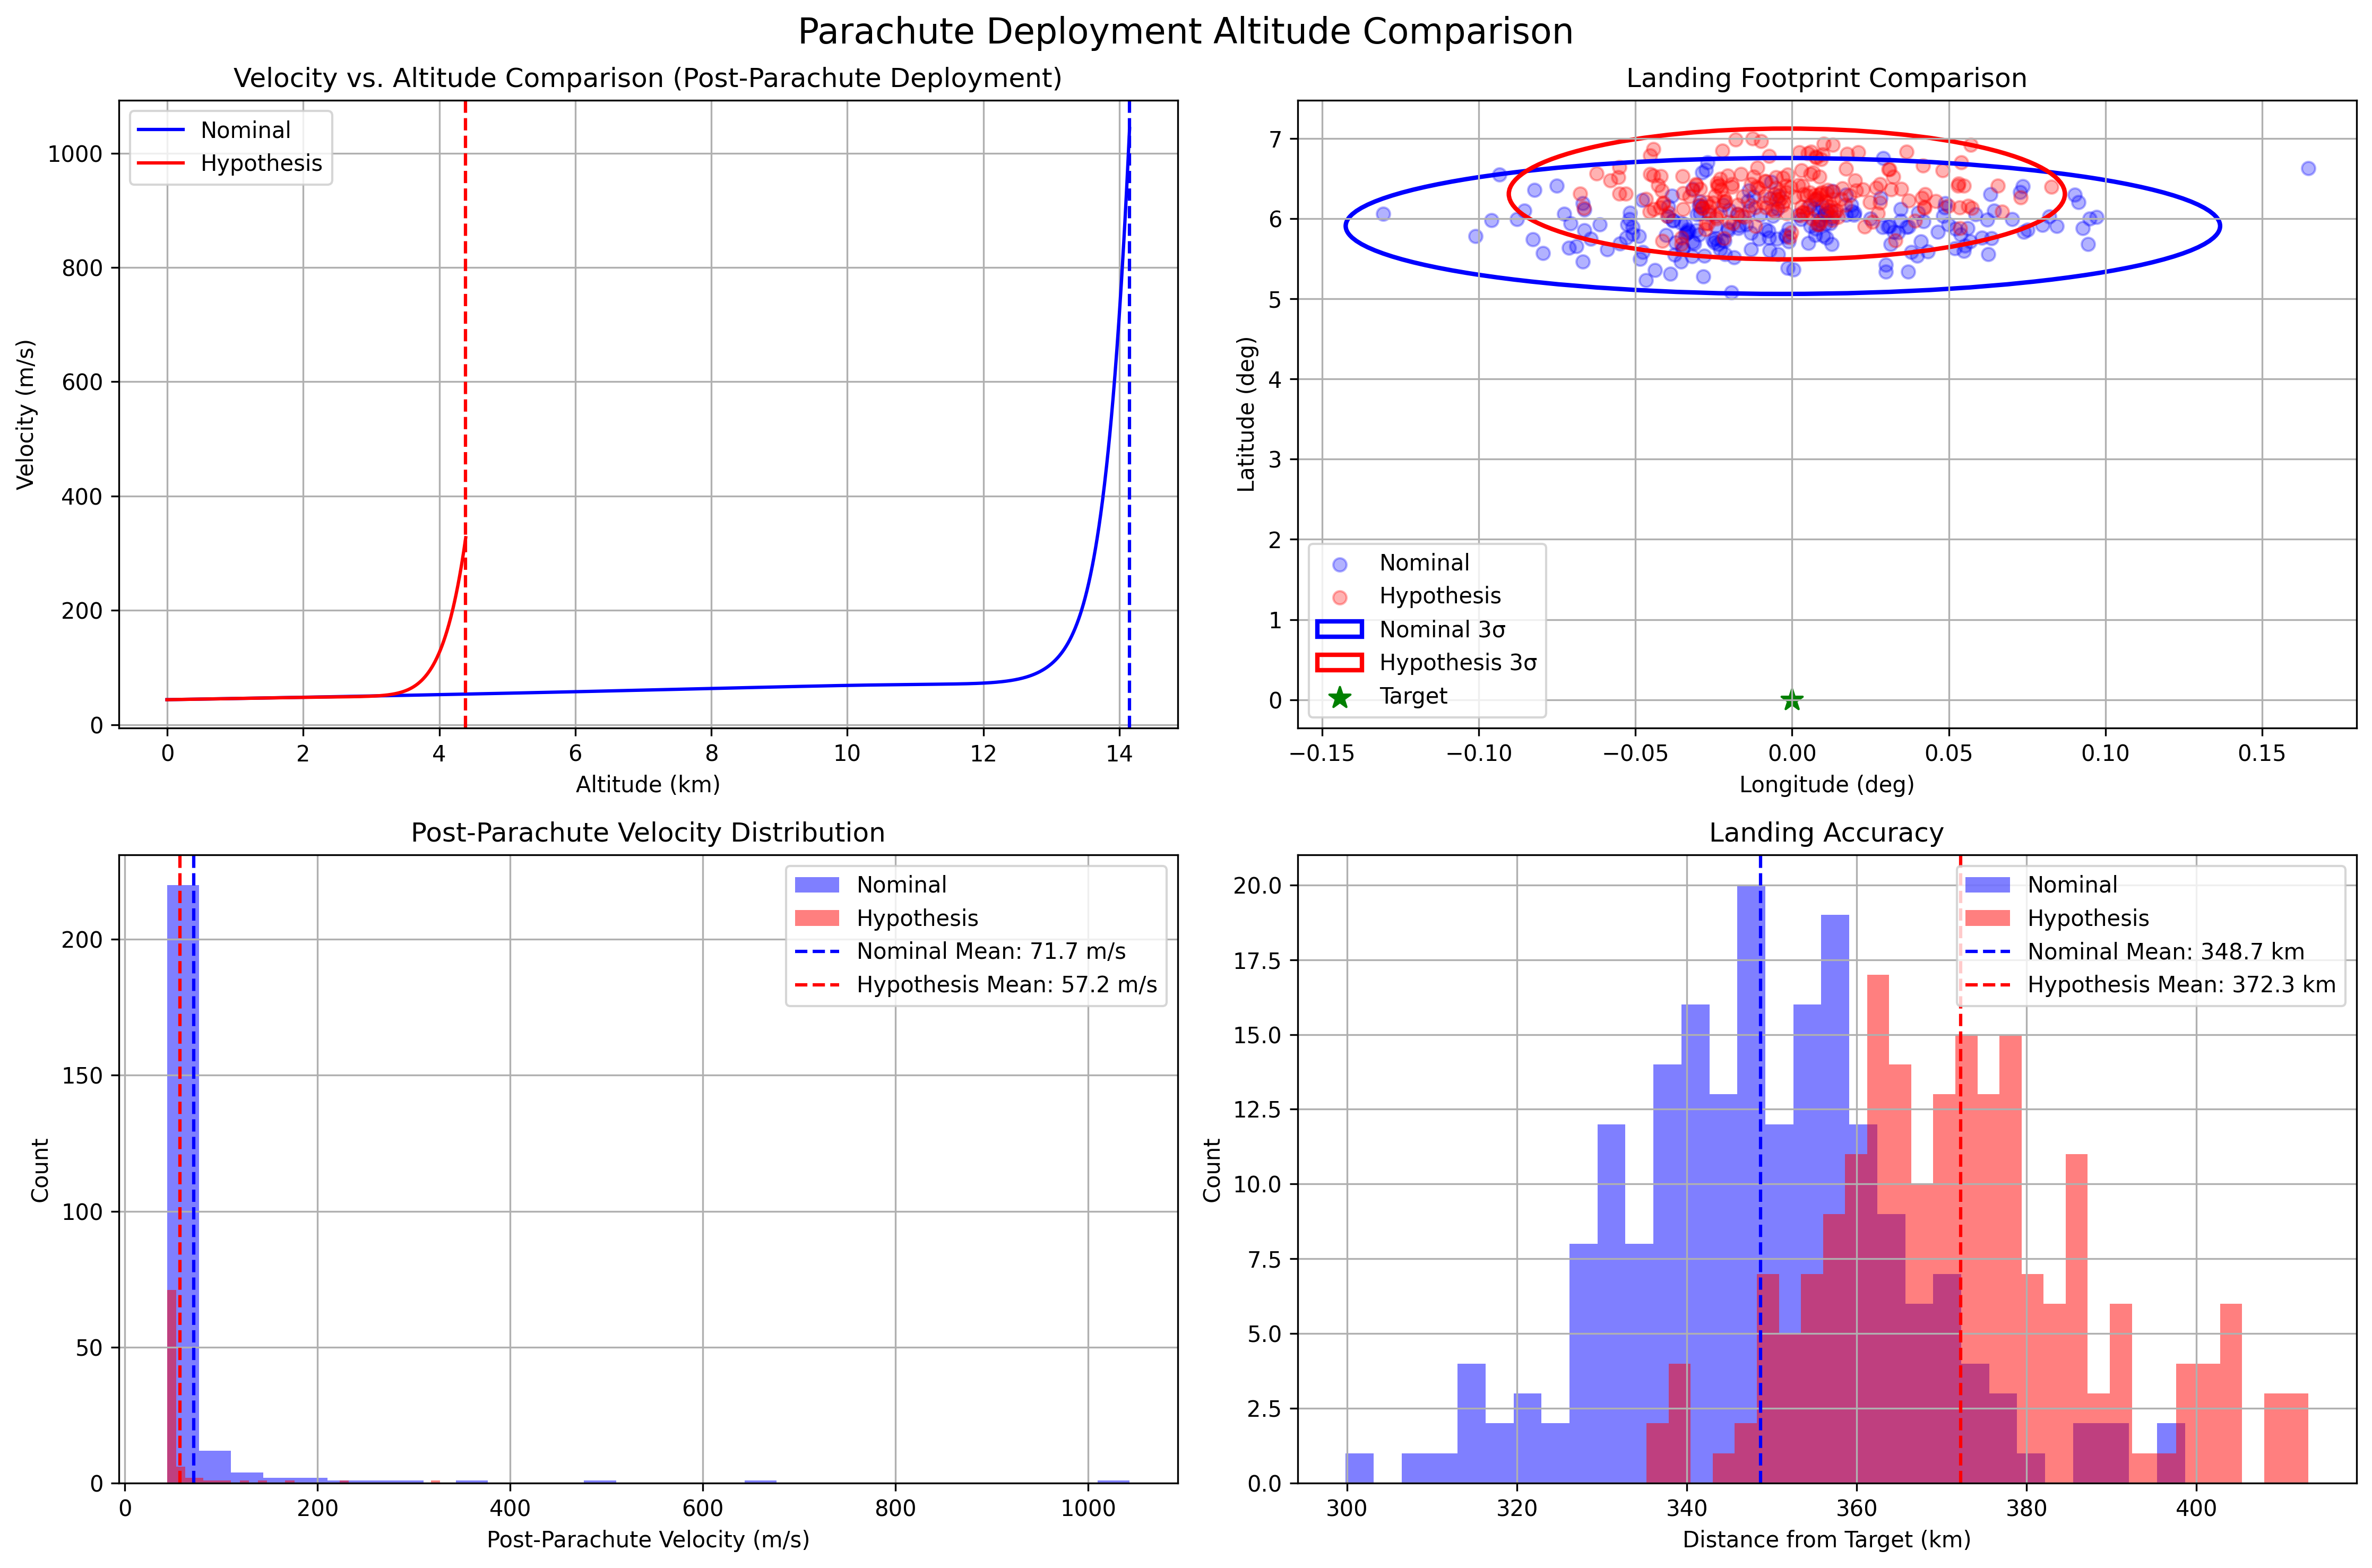 Parachute Deployment Altitude Comparison
Velocity vs. Altitude Comparison (Post-Parachute Deployment)
Nominal
Hypothesis
1000
800
600
400
200
0
Velocity (m/s)
0 2 4 6 8 10 12 14
Altitude (km)
Landing Footprint Comparison
7
6
5
4
3
2
1
0
Latitude (deg)
Nominal
Hypothesis
Nominal 3σ
Hypothesis 3σ
Target
−0.15 −0.10 −0.05 0.00 0.05 0.10 0.15
Longitude (deg)
Post-Parachute Velocity Distribution
Nominal
Hypothesis
Nominal Mean: 71.7 m/s
Hypothesis Mean: 57.2 m/s
200
150
100
50
0
Count
0 200 400 600 800 1000
Post-Parachute Velocity (m/s)
Landing Accuracy
Nominal
Hypothesis
Nominal Mean: 348.7 km
Hypothesis Mean: 372.3 km
20.0
17.5
15.0
12.5
10.0
7.5
5.0
2.5
0.0
Count
300 320 340 360 380 400
Distance from Target (km)